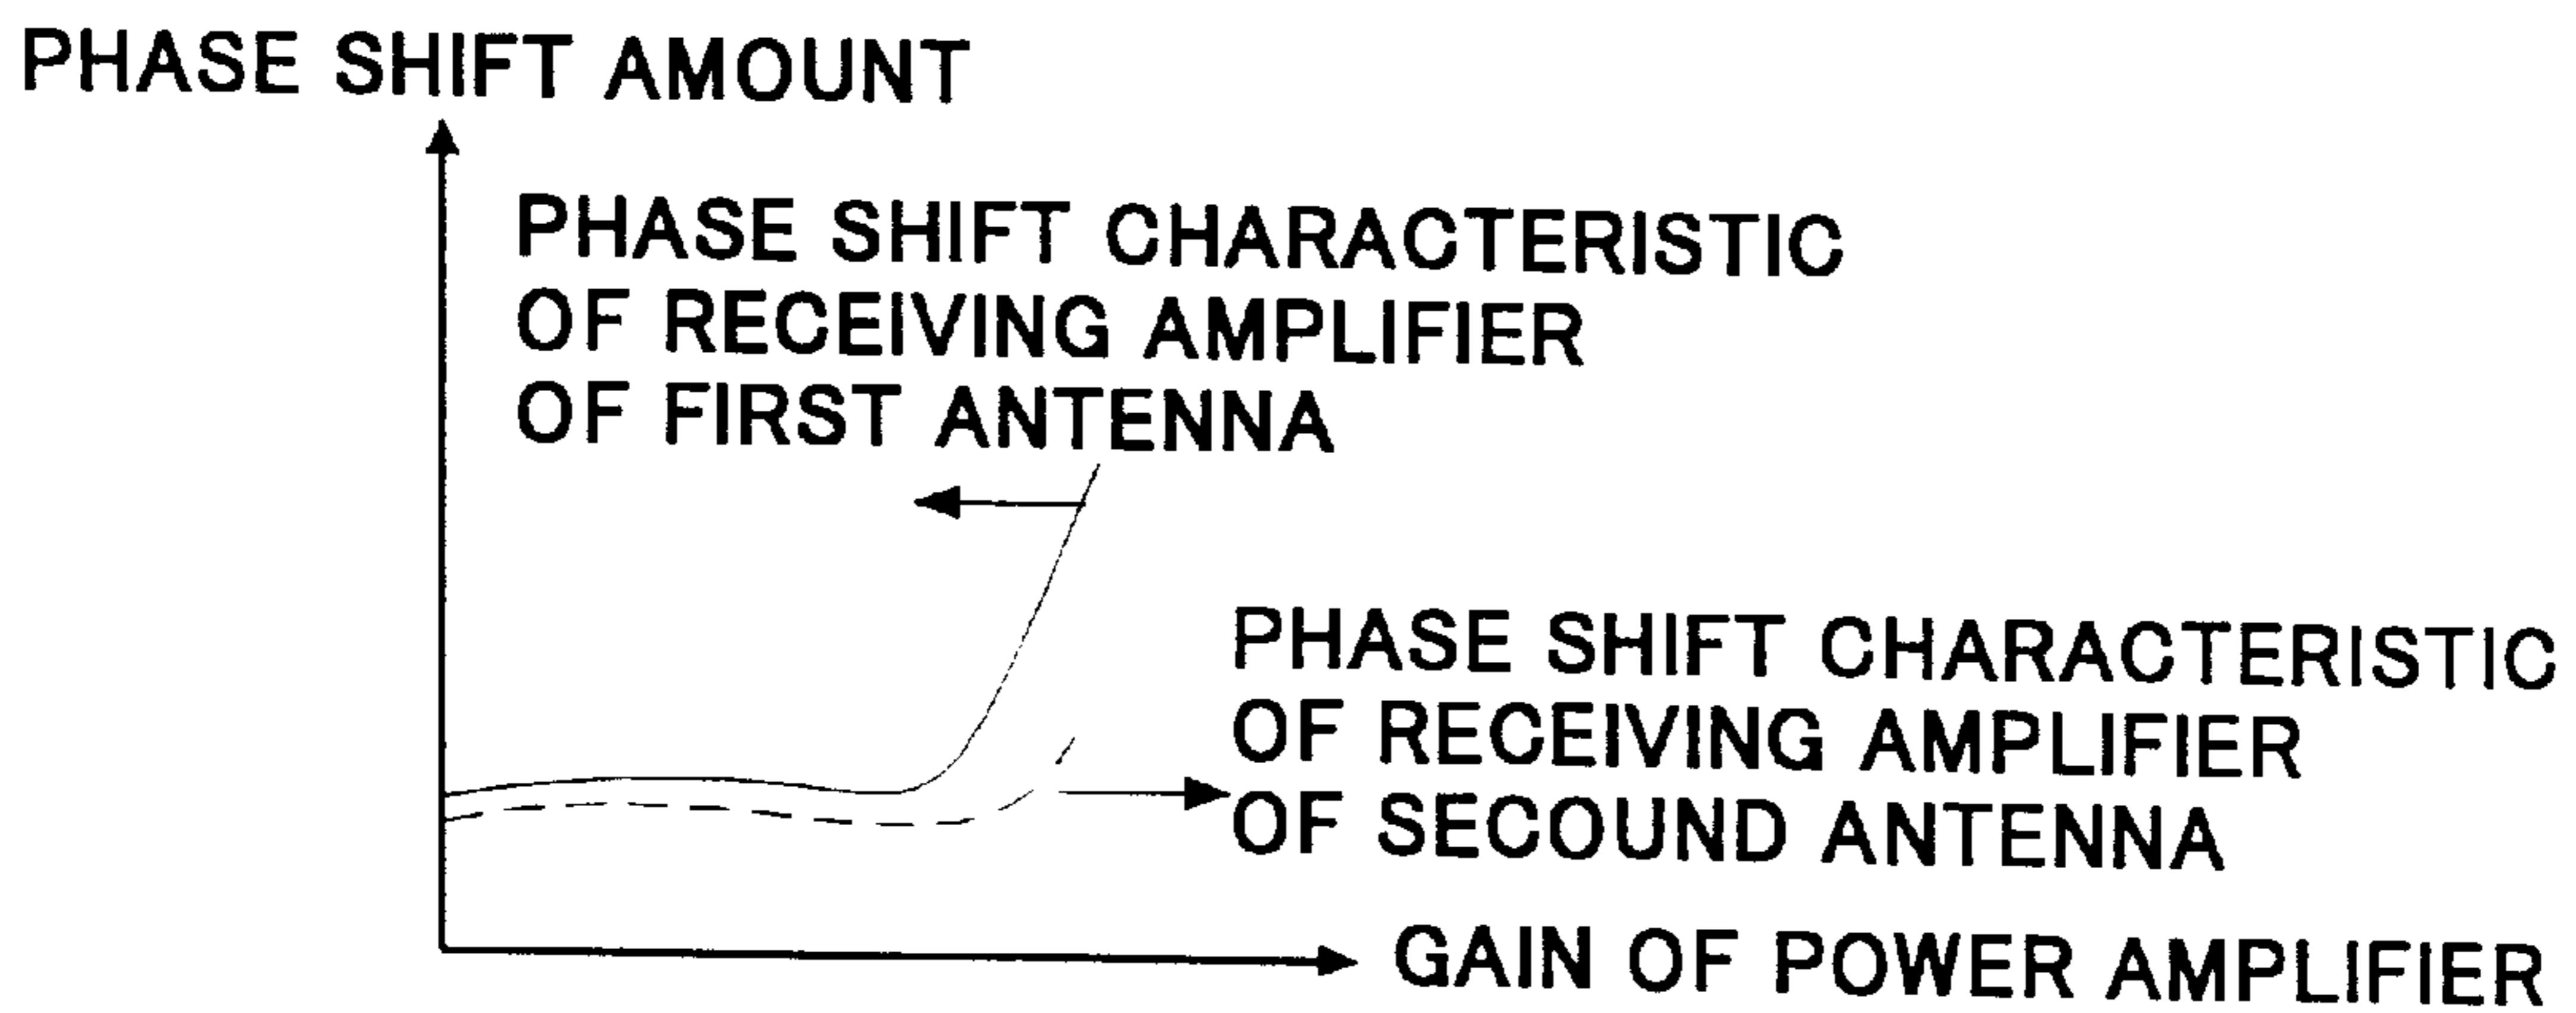 PHASE SHIFT AMOUNT
PHASE SHIFT CHARACTERISTIC
OF RECEIVING AMPLIFIER
OF FIRST ANTENNA
PHASE SHIFT CHARACTERISTIC
OF RECEIVING AMPLIFIER
OF SECOUND ANTENNA
GAIN OF POWER AMPLIFIER